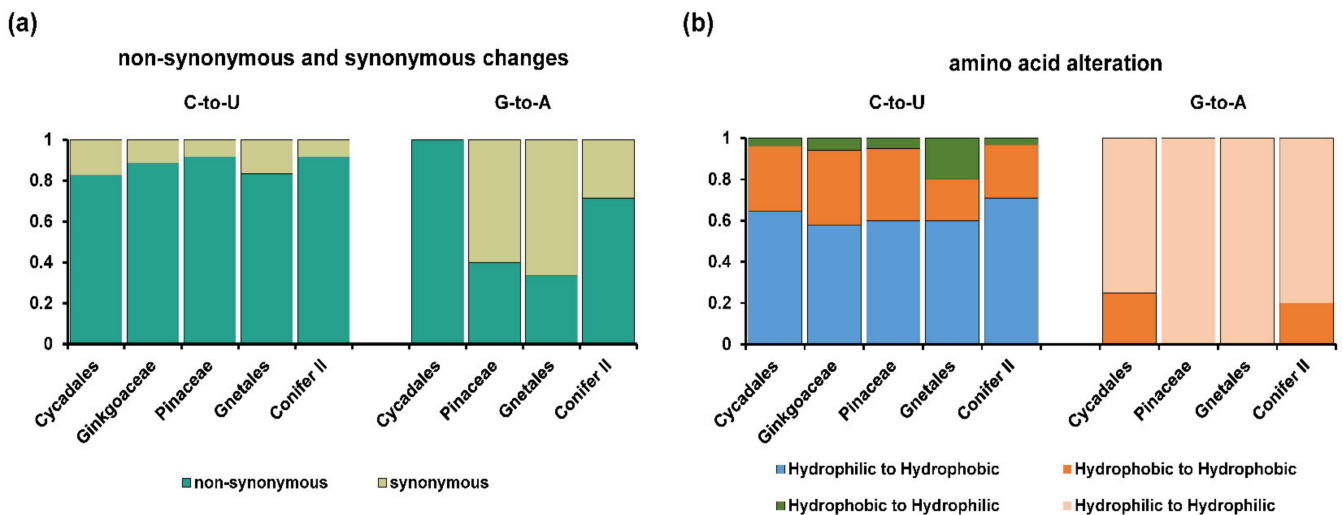 (a)
non-synonymous and synonymous changes
C-to-U
G-to-A
1
0.8
0.6
0.4
0.2
0
Cycadales
Ginkgoaceae
Pinaceae
Gnetales
Conifer II
Cycadales
Pinaceae
Gnetales
Conifer II
non-synonymous
synonymous
(b)
amino acid alteration
C-to-U
G-to-A
1
0.8
0.6
0.4
0.2
0
Cycadales
Ginkgoaceae
Pinaceae
Gnetales
Conifer II
Cycadales
Pinaceae
Gnetales
Conifer II
Hydrophilic to Hydrophobic
Hydrophobic to Hydrophobic
Hydrophobic to Hydrophilic
Hydrophilic to Hydrophilic